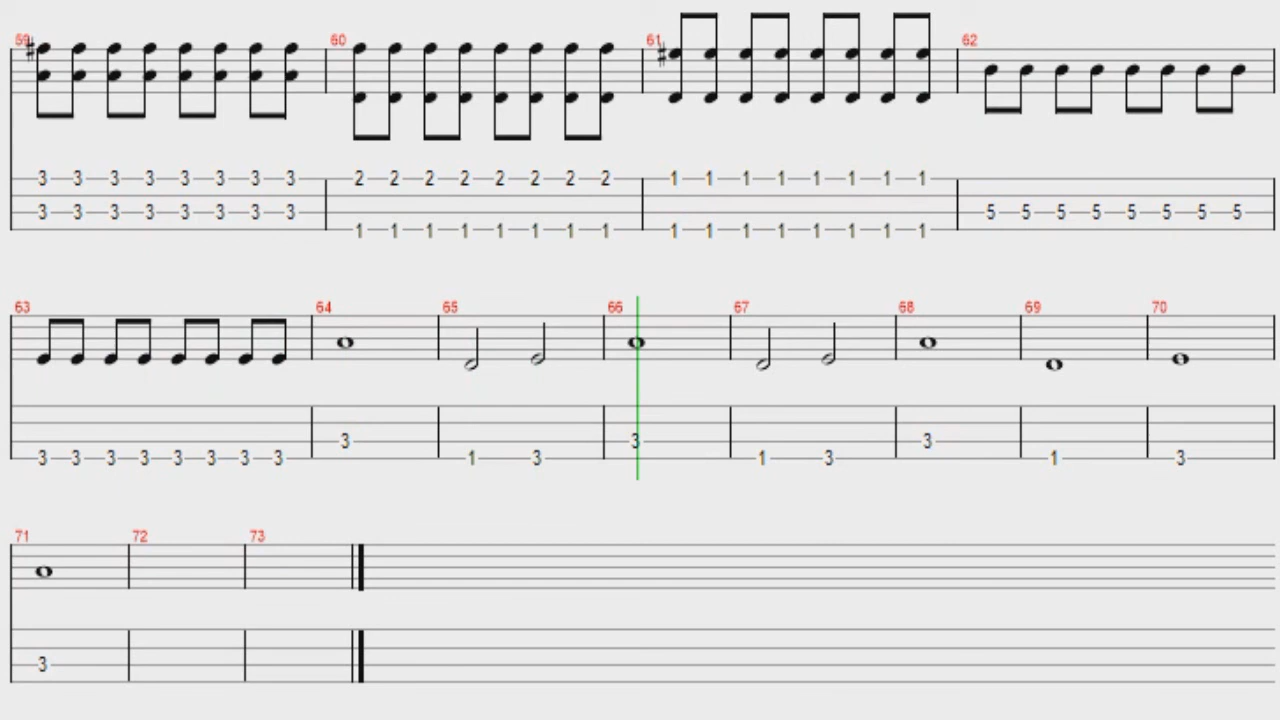 59 60 61 62
3 3 3 3 3 3 3 3 2 2 2 2 2 2 2 2 1 1 1 1 1 1 1 1
3 3 3 3 3 3 3 3 5 5 5 5 5 5 5 5
1 1 1 1 1 1 1 1 1 1 1 1 1 1 1 1
63 64 65 66 67 68 69 70
3 3 3
3 3 3 3 3 3 3 3 1 3 1 3 1 3
71 72 73
3